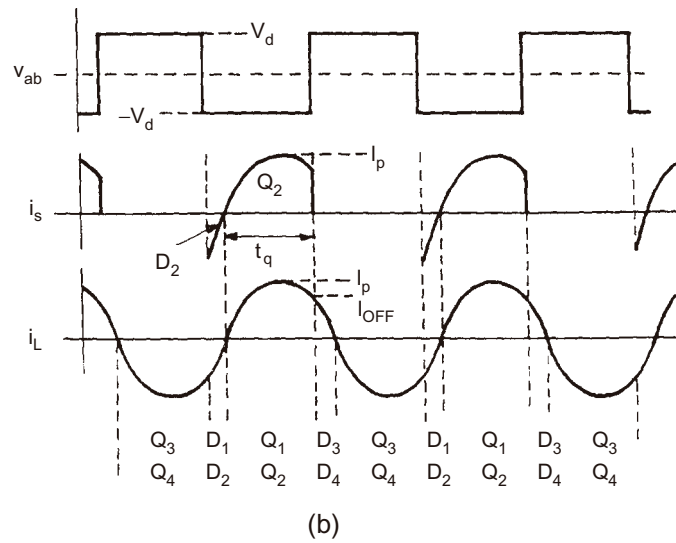 V_d
v_ab
–V_d
I_p
Q_2
i_s
D_2
t_q
I_p
I_OFF
i_L
Q_3 D_1 Q_1 D_3 Q_3 D_1 Q_1 D_3 Q_3
Q_4 D_2 Q_2 D_4 Q_4 D_2 Q_2 D_4 Q_4
(b)